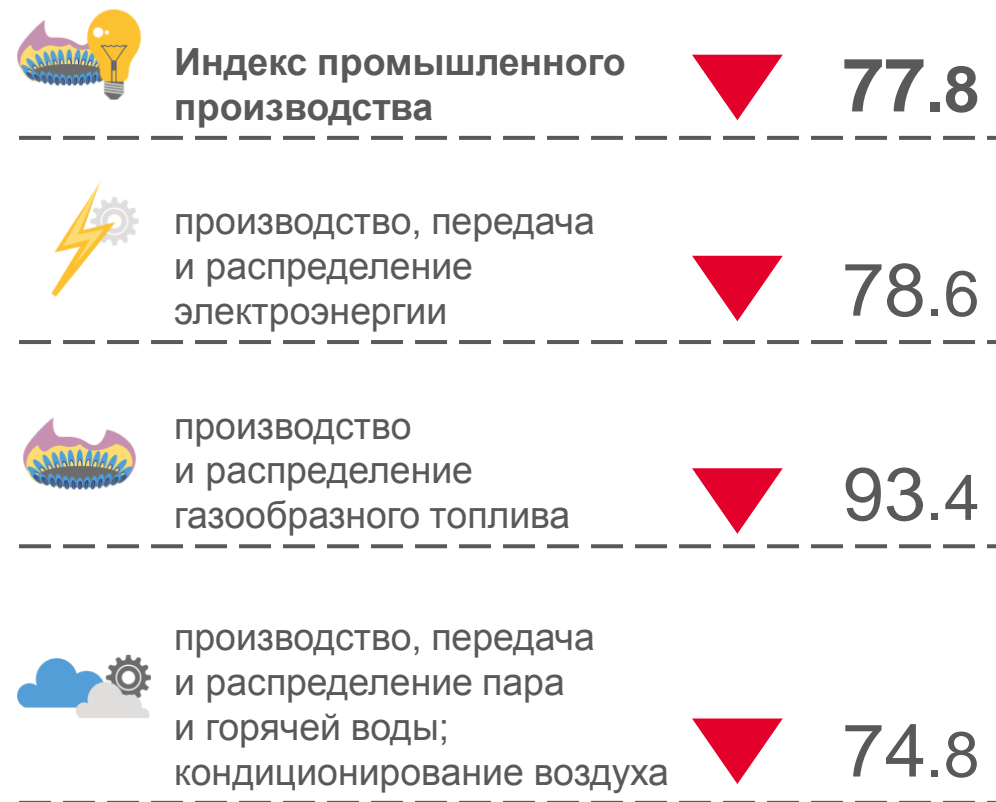 Индекс промышленного
производства
77.8
производство, передача
и распределение
электроэнергии
78.6
производство
и распределение
газообразного топлива
93.4
производство, передача
и распределение пара
и горячей воды;
кондиционирование воздуха
74.8